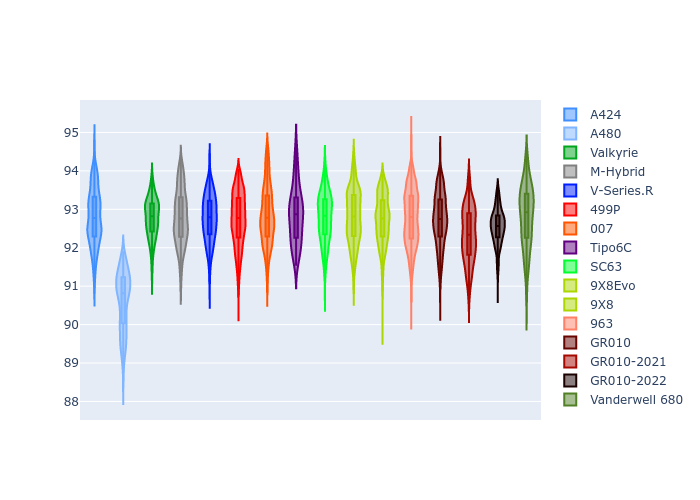 95
94
93
92
91
90
89
88
A424
A480
Valkyrie
M-Hybrid
V-Series.R
499P
007
Tipo6C
SC63
9X8Evo
9X8
963
GR010
GR010-2021
GR010-2022
Vanderwell 680